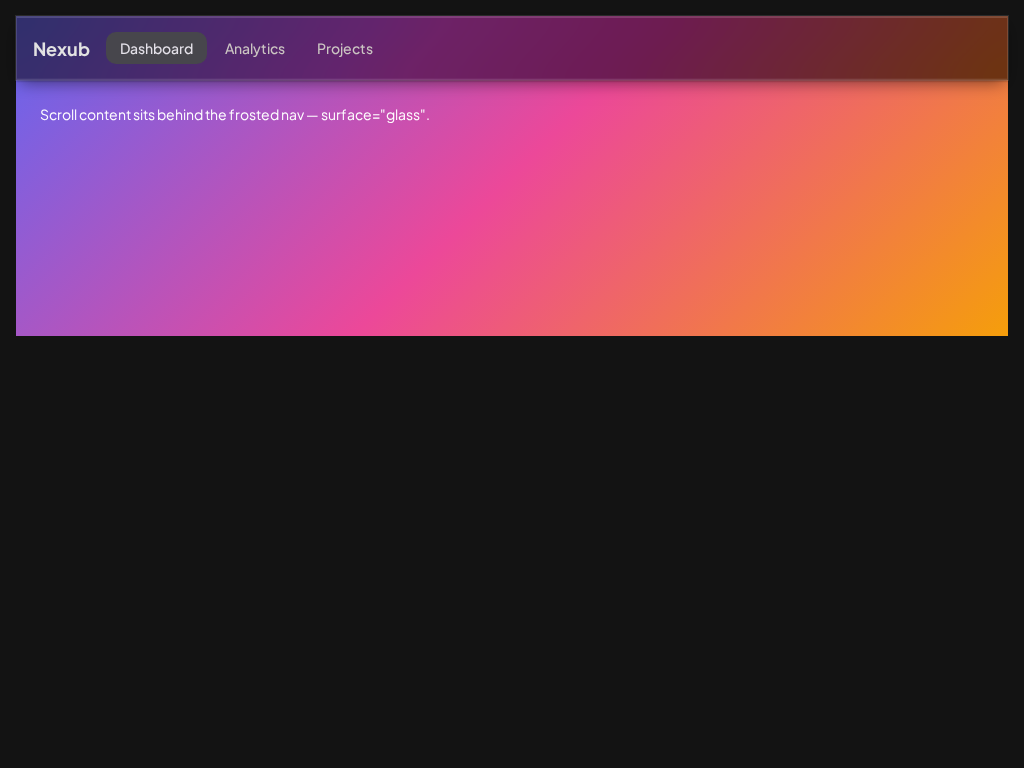 Nexub Dashboard Analytics Projects
Scroll content sits behind the frosted nav — surface="glass".